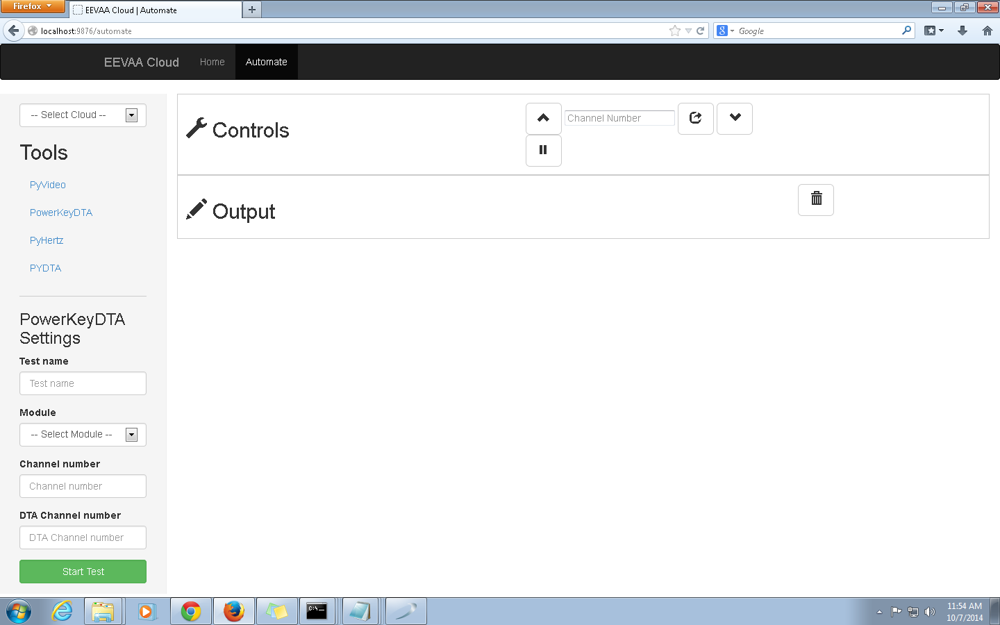 Firefox
EEVAA Cloud | Automate
localhost:9876/automate
Google
EEVAA Cloud
Home
Automate
-- Select Cloud --
Tools
PyVideo
PowerKeyDTA
PyHertz
PYDTA
PowerKeyDTA
Settings
Test name
Test name
Module
-- Select Module --
Channel number
Channel number
DTA Channel number
DTA Channel number
Start Test
Controls
Channel Number
Output
C:\_
11:54 AM
10/7/2014